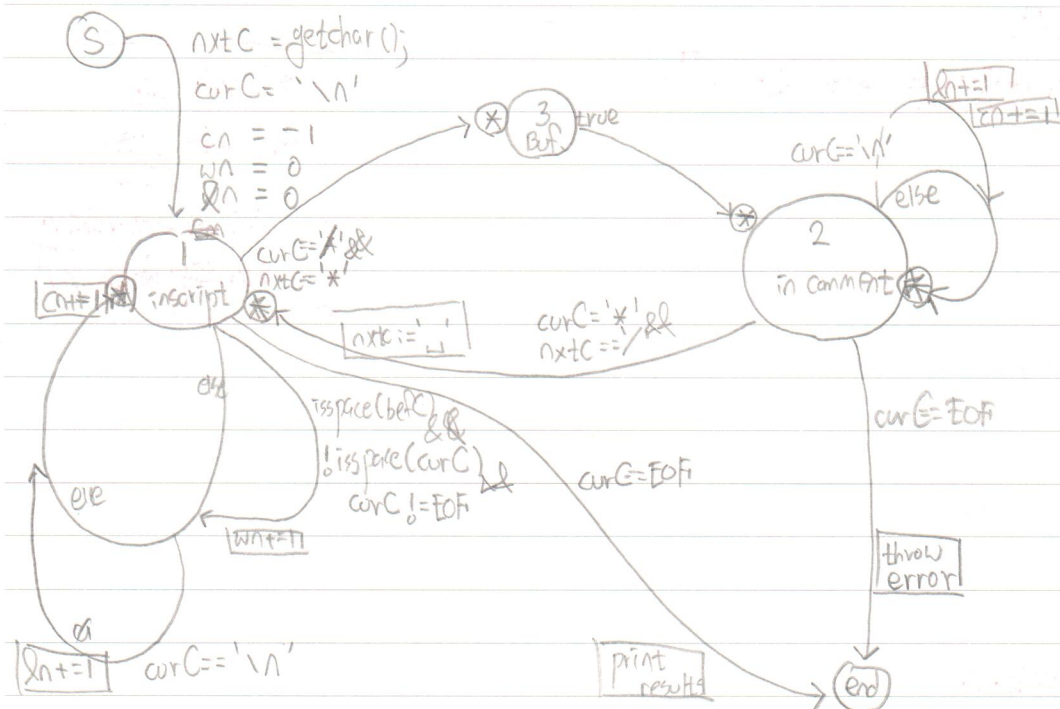 S
nxtC = getchar();
curC= '\n'
cn = -1
wn = 0
ln = 0
*
3
Buf.
true
ln+=1
cn+=1
curC=='\n'
else
*
2
in comment
*
1
inscript
cn+=1
*
*
curC=='/' &&
nxtC='*'
nxtC:='␣'
curC='*' &&
nxtC=='/'
else
isspace(befC) &&
!isspace(curC) &&
curC!=EOF
wn+=1
else
curC=EOF
curC=EOF
throw
error
ln+=1
curC=='\n'
print
results
end